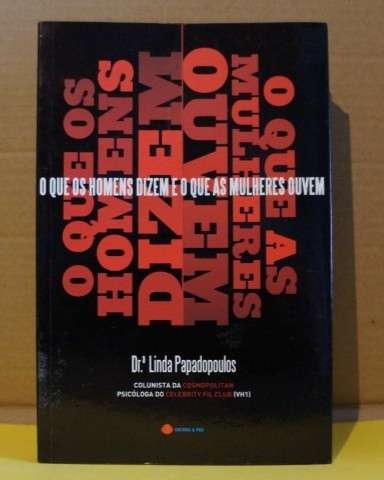 O QUE OS
HOMENS
DIZEM
OUVEM
MULHERES
O QUE AS
O QUE OS HOMENS DIZEM E O QUE AS MULHERES OUVEM
Dr.ª Linda Papadopoulos
COLUNISTA DA COSMOPOLITAN
PSICÓLOGA DO CELEBRITY FIT CLUB (VH1)